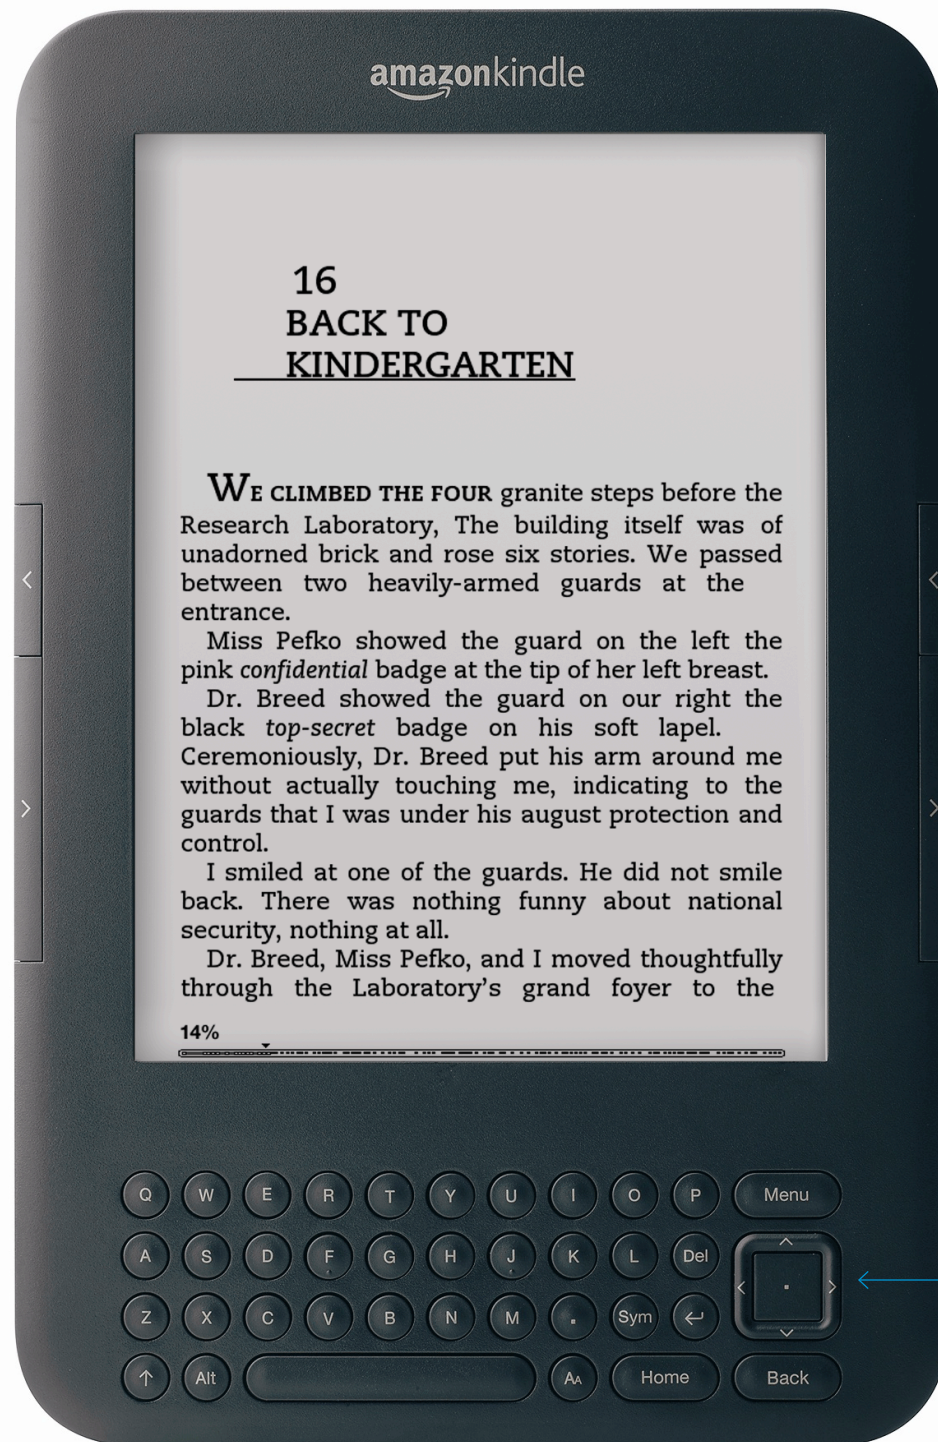 amazonkindle
16
BACK TO
KINDERGARTEN
WE CLIMBED THE FOUR granite steps before the
Research Laboratory, The building itself was of
unadorned brick and rose six stories. We passed
between two heavily-armed guards at the
entrance.
Miss Pefko showed the guard on the left the
pink confidential badge at the tip of her left breast.
Dr. Breed showed the guard on our right the
black top-secret badge on his soft lapel.
Ceremoniously, Dr. Breed put his arm around me
without actually touching me, indicating to the
guards that I was under his august protection and
control.
I smiled at one of the guards. He did not smile
back. There was nothing funny about national
security, nothing at all.
Dr. Breed, Miss Pefko, and I moved thoughtfully
through the Laboratory’s grand foyer to the
14%
Q W E R T Y U I O P Menu
A S D F G H J K L Del
Z X C V B N M . Sym ↵
↑ Alt AA Home Back